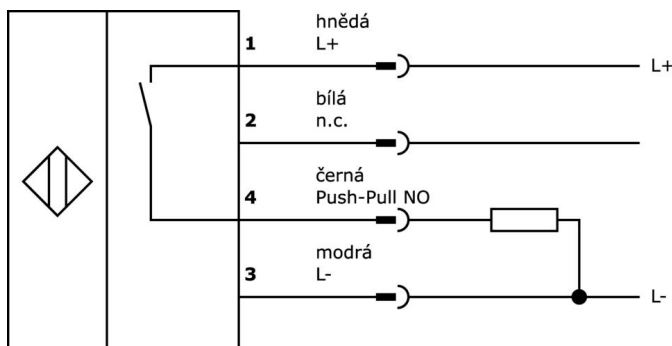 hnědá
1 L+ L+
bílá
2 n.c.
černá
4 Push-Pull NO
modrá
3 L- L-